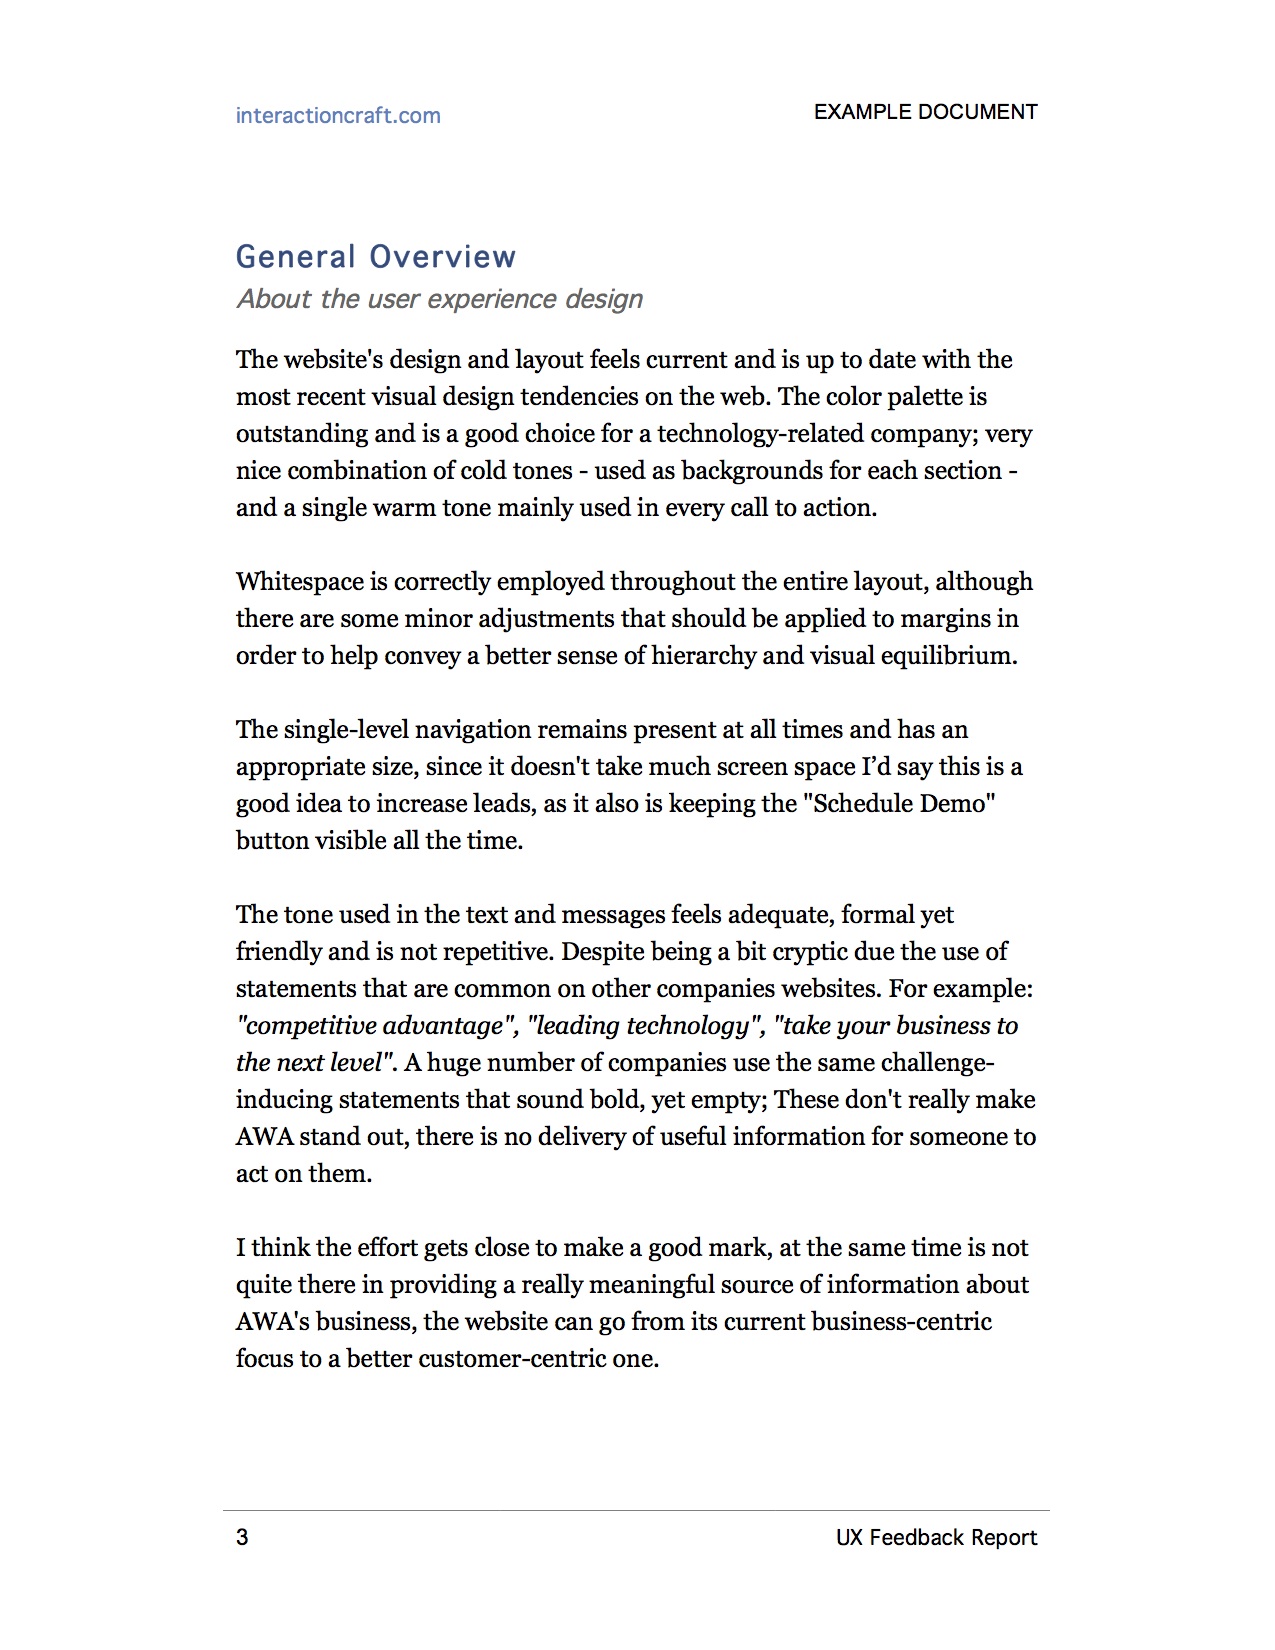 interactioncraft.com
EXAMPLE DOCUMENT
General Overview
About the user experience design
The website's design and layout feels current and is up to date with the
most recent visual design tendencies on the web. The color palette is
outstanding and is a good choice for a technology-related company; very
nice combination of cold tones - used as backgrounds for each section -
and a single warm tone mainly used in every call to action.
Whitespace is correctly employed throughout the entire layout, although
there are some minor adjustments that should be applied to margins in
order to help convey a better sense of hierarchy and visual equilibrium.
The single-level navigation remains present at all times and has an
appropriate size, since it doesn't take much screen space I’d say this is a
good idea to increase leads, as it also is keeping the "Schedule Demo"
button visible all the time.
The tone used in the text and messages feels adequate, formal yet
friendly and is not repetitive. Despite being a bit cryptic due the use of
statements that are common on other companies websites. For example:
"competitive advantage", "leading technology", "take your business to
the next level". A huge number of companies use the same challenge-
inducing statements that sound bold, yet empty; These don't really make
AWA stand out, there is no delivery of useful information for someone to
act on them.
I think the effort gets close to make a good mark, at the same time is not
quite there in providing a really meaningful source of information about
AWA's business, the website can go from its current business-centric
focus to a better customer-centric one.
3
UX Feedback Report